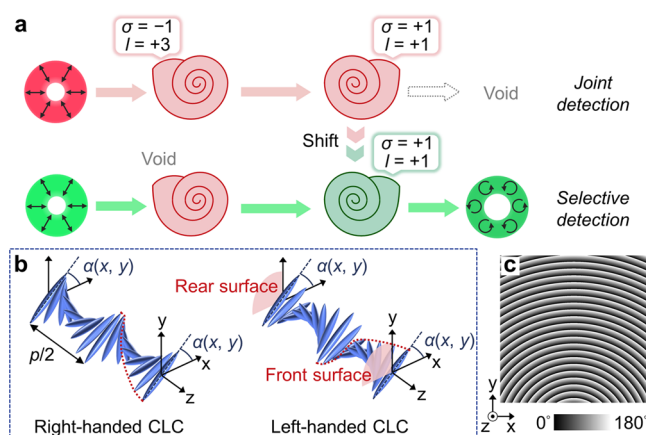 a
σ = −1
l = +3
σ = +1
l = +1
Void
Joint
detection
Shift
σ = +1
l = +1
Void
Selective
detection
b
α(x, y)
α(x, y)
Rear surface
p/2
y
x
z
α(x, y)
y
x
z
α(x, y)
Front surface
Right-handed CLC
Left-handed CLC
c
y
z
x
0° 180°